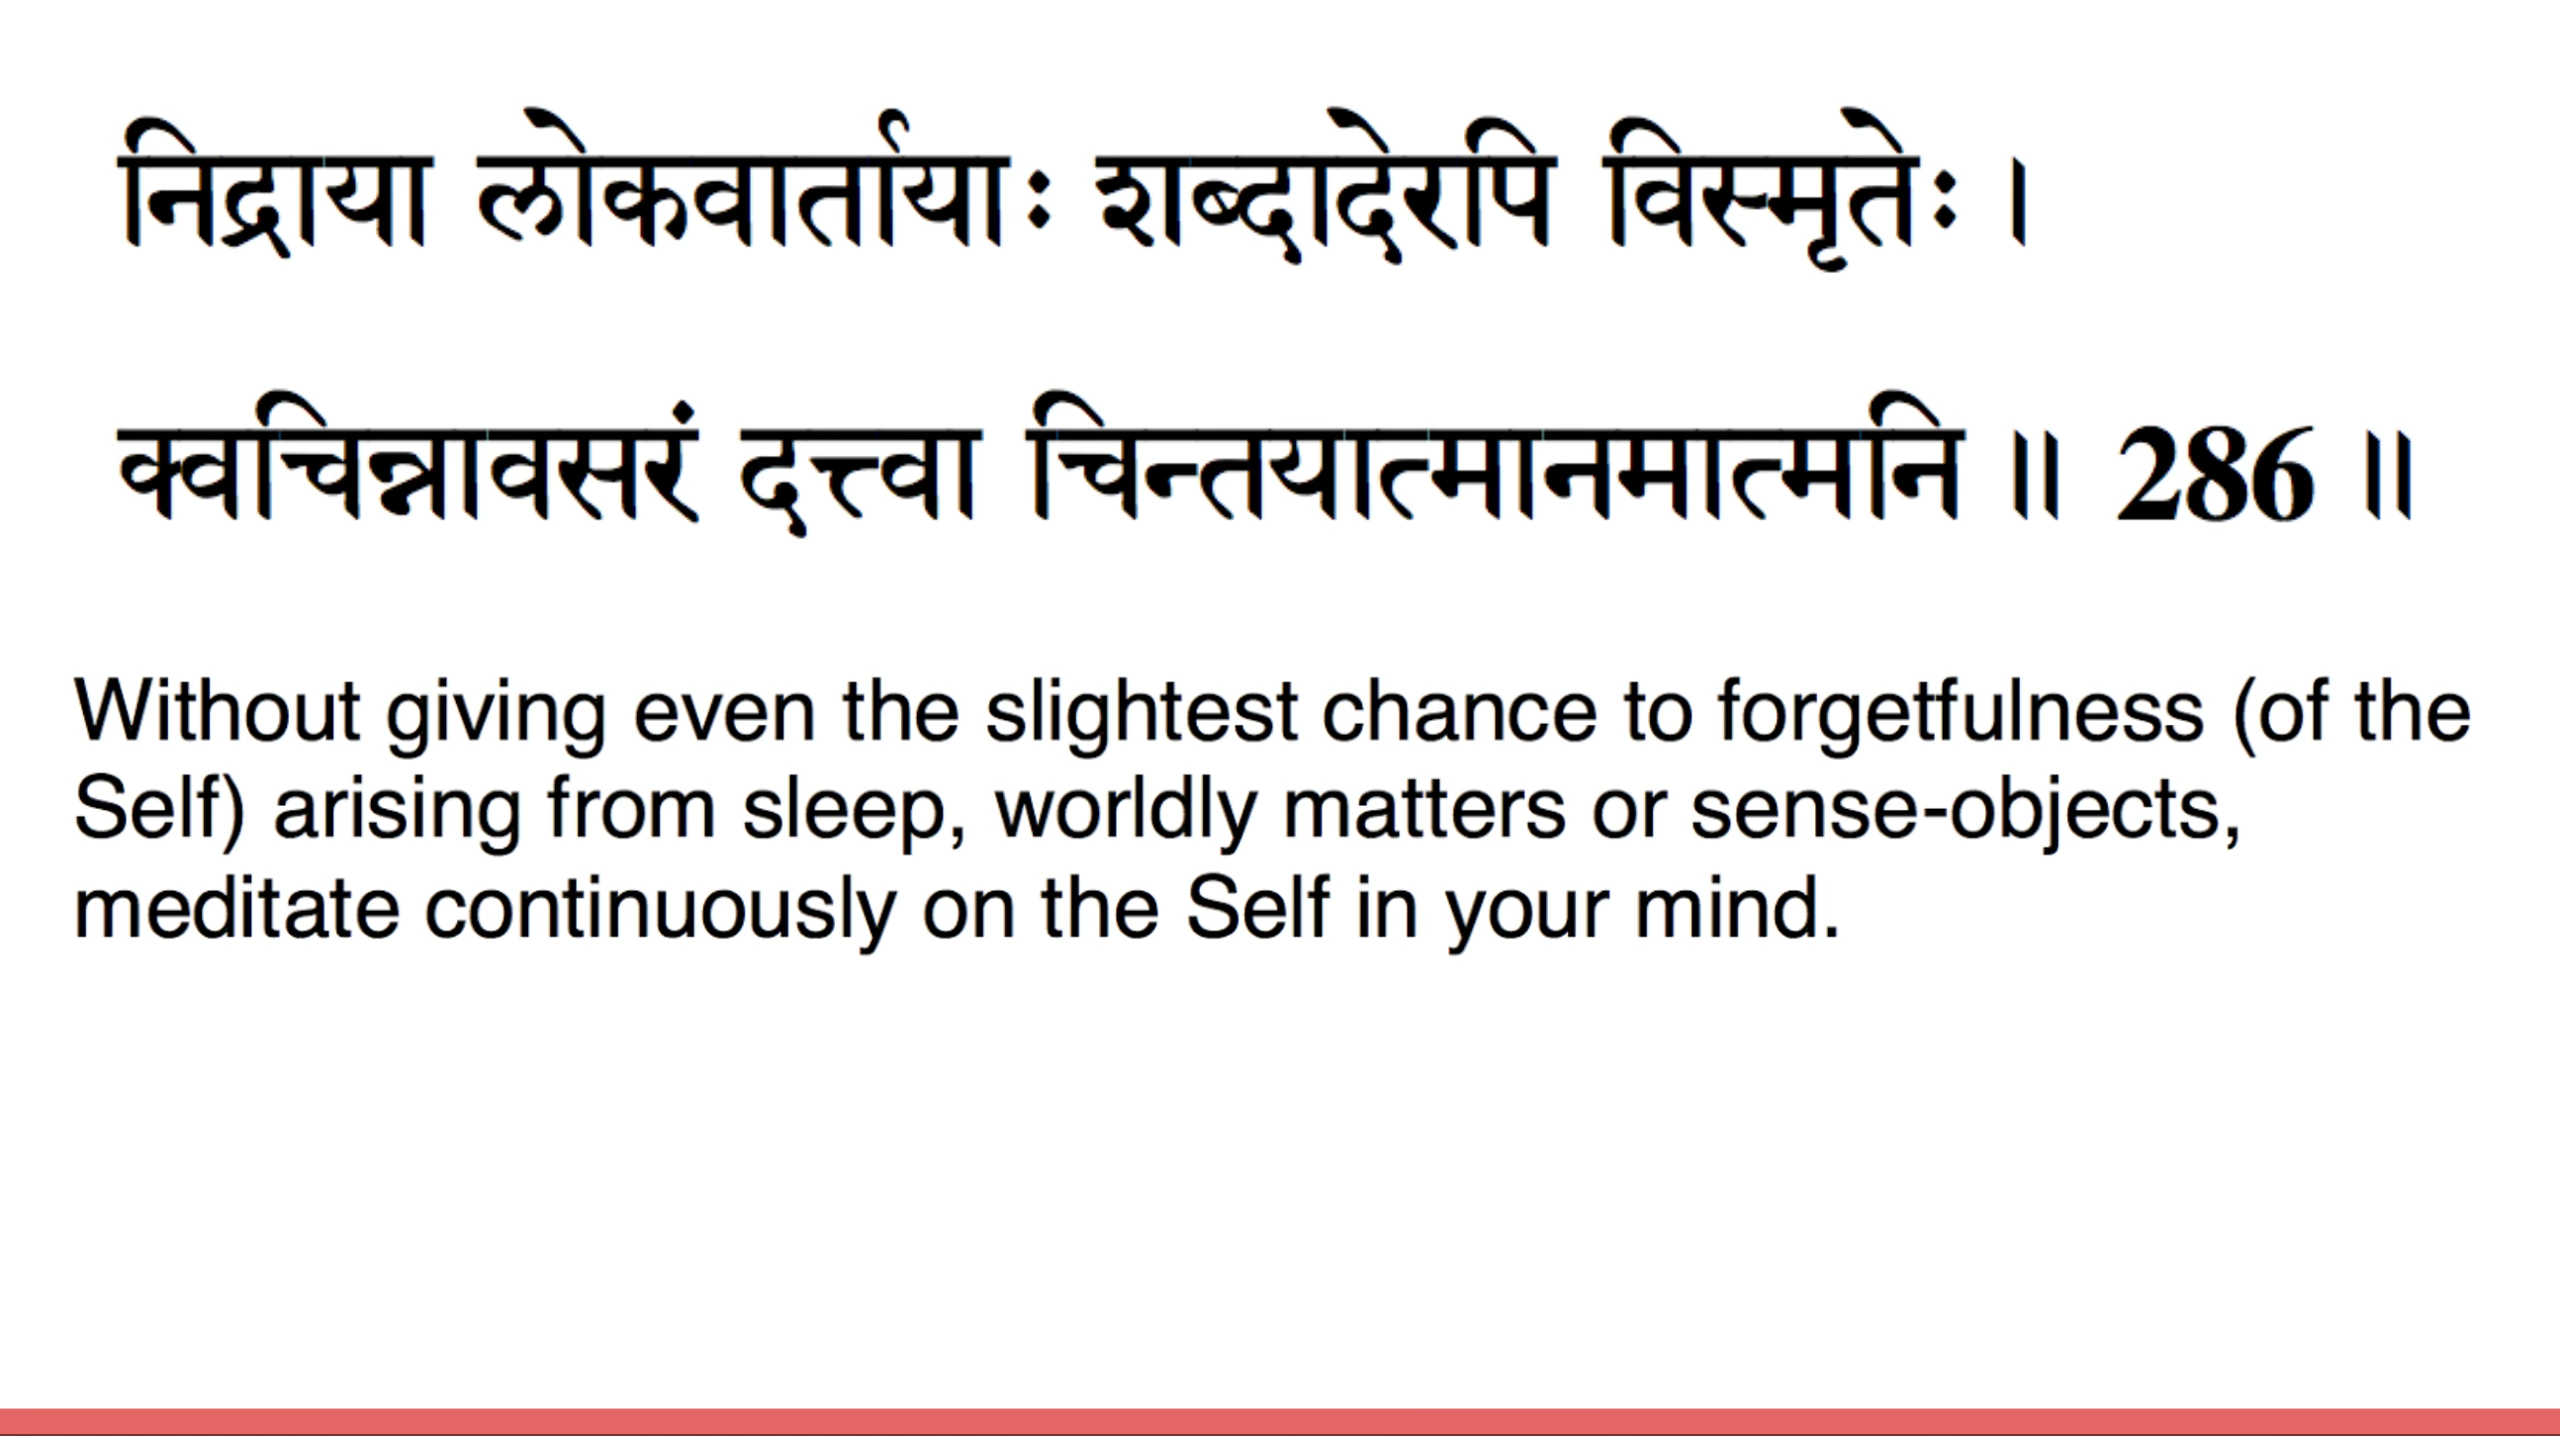 निद्राया लोकवार्तायाः शब्दादेरपि विस्मृतेः ।
क्वचिन्नावसरं दत्त्वा चिन्तयात्मानमात्मनि ॥ 286 ॥
Without giving even the slightest chance to forgetfulness (of the
Self) arising from sleep, worldly matters or sense-objects,
meditate continuously on the Self in your mind.